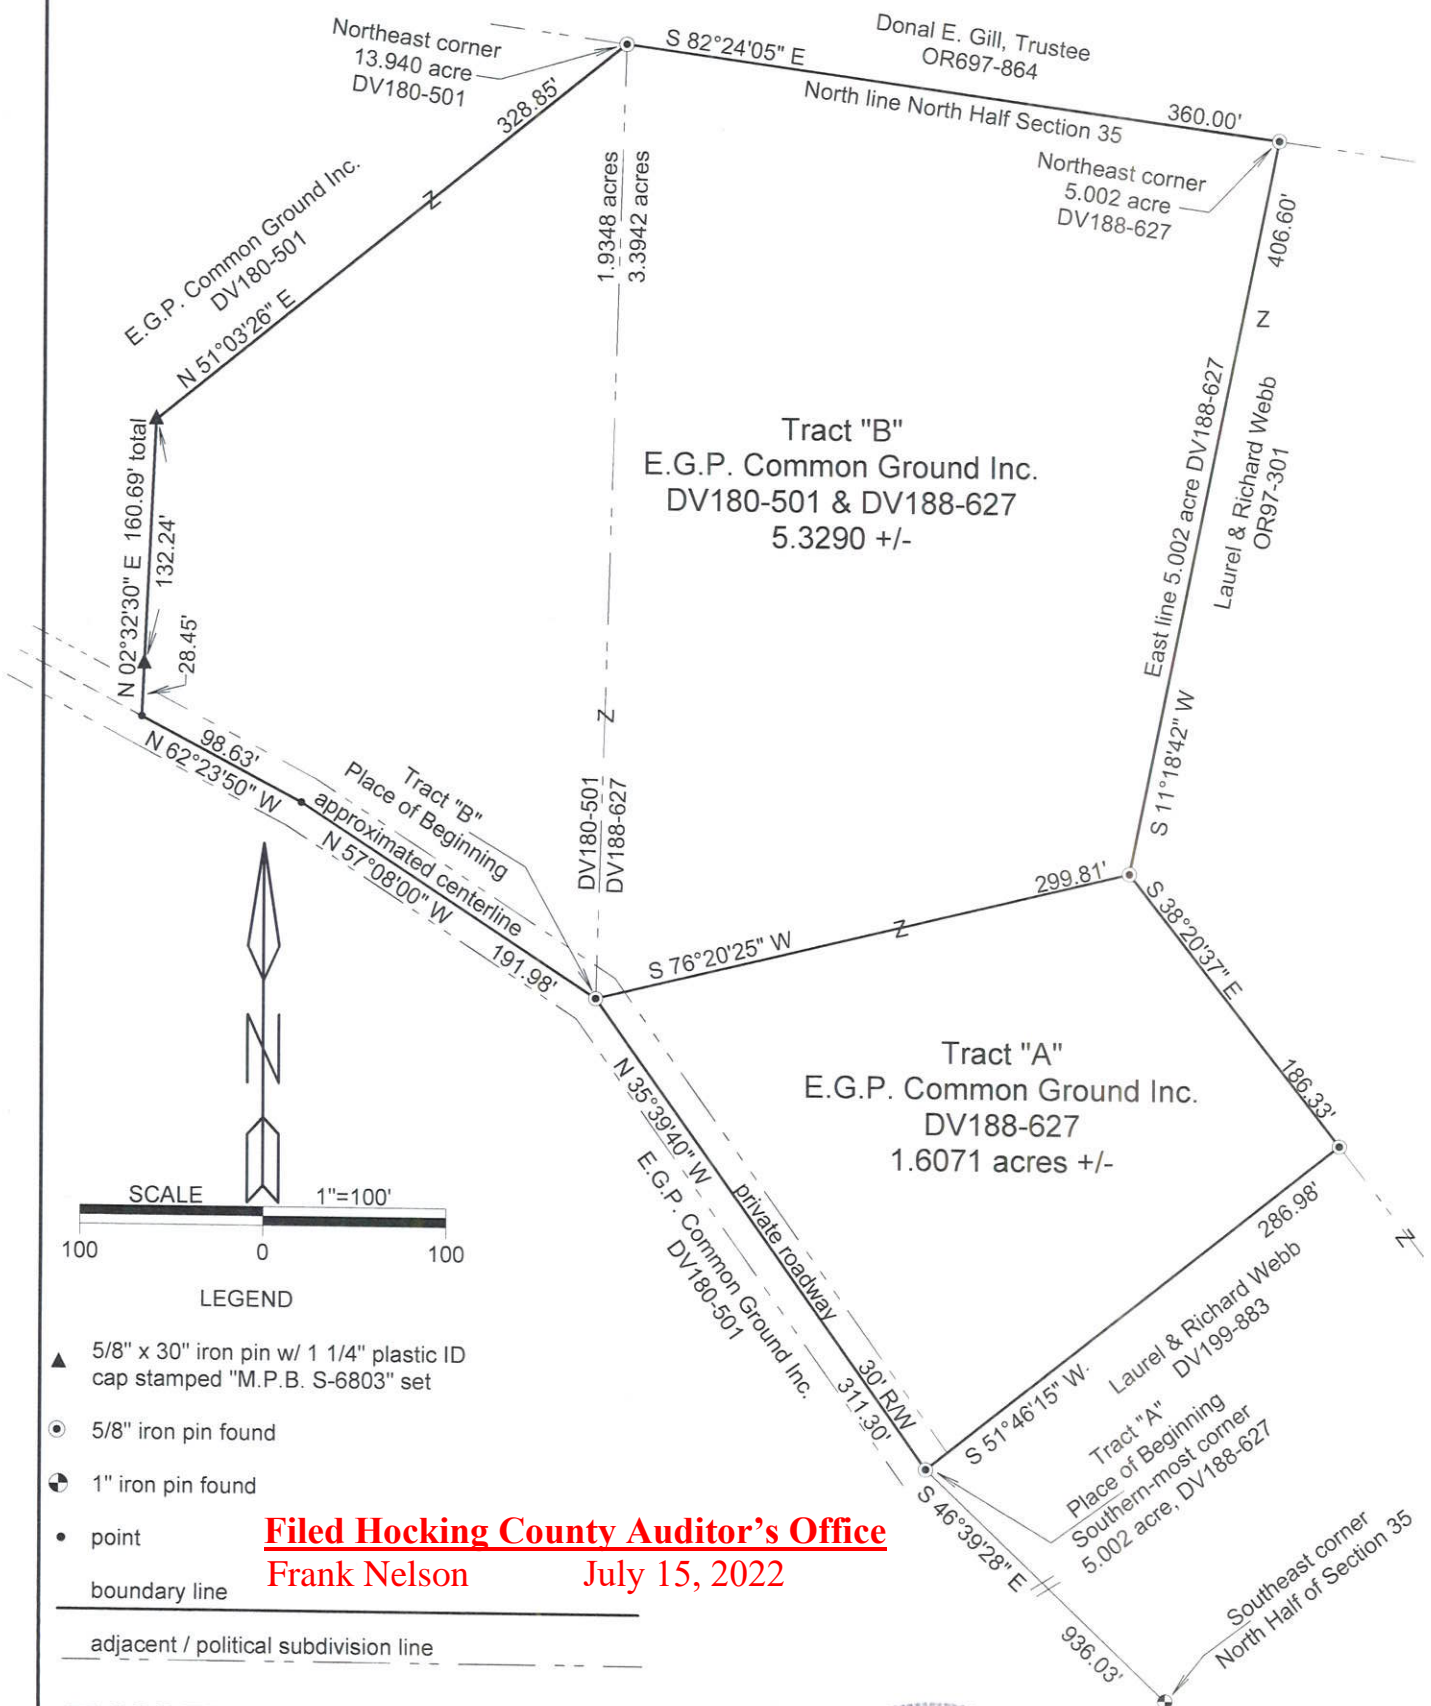 Northeast corner
13.940 acre
DV180-501
S 82°24'05" E
Donal E. Gill, Trustee
OR697-864
North line North Half Section 35
360.00'
Northeast corner
5.002 acre
DV188-627
328.85'
Z
N 51°03'26" E
E.G.P. Common Ground Inc.
DV180-501
1.9348 acres
3.3942 acres
406.60'
Z
East line 5.002 acre DV188-627
S 11°18'42" W
Laurel & Richard Webb
OR97-301
Tract "B"
E.G.P. Common Ground Inc.
DV180-501 & DV188-627
5.3290 +/-
N 02°32'30" E 160.69' total
132.24'
28.45'
98.63'
N 62°23'50" W
approximated centerline
N 57°08'00" W
191.98'
Tract "B"
Place of Beginning
Z
DV180-501
DV188-627
299.81'
Z
S 76°20'25" W
S 38°20'37" E
186.33'
Tract "A"
E.G.P. Common Ground Inc.
DV188-627
1.6071 acres +/-
N
N 35°39'40" W
E.G.P. Common Ground Inc.
DV180-501
private roadway
30' R/W
311.30'
286.98'
Z
S 51°46'15" W
Laurel & Richard Webb
DV199-883
Tract "A"
Place of Beginning
Southern-most corner
5.002 acre, DV188-627
S 46°39'28" E
936.03'
Southeast corner
North Half of Section 35
SCALE 1"=100'
100 0 100
LEGEND
5/8" x 30" iron pin w/ 1 1/4" plastic ID
cap stamped "M.P.B. S-6803" set
5/8" iron pin found
1" iron pin found
point
boundary line
adjacent / political subdivision line
Filed Hocking County Auditor's Office
Frank Nelson July 15, 2022